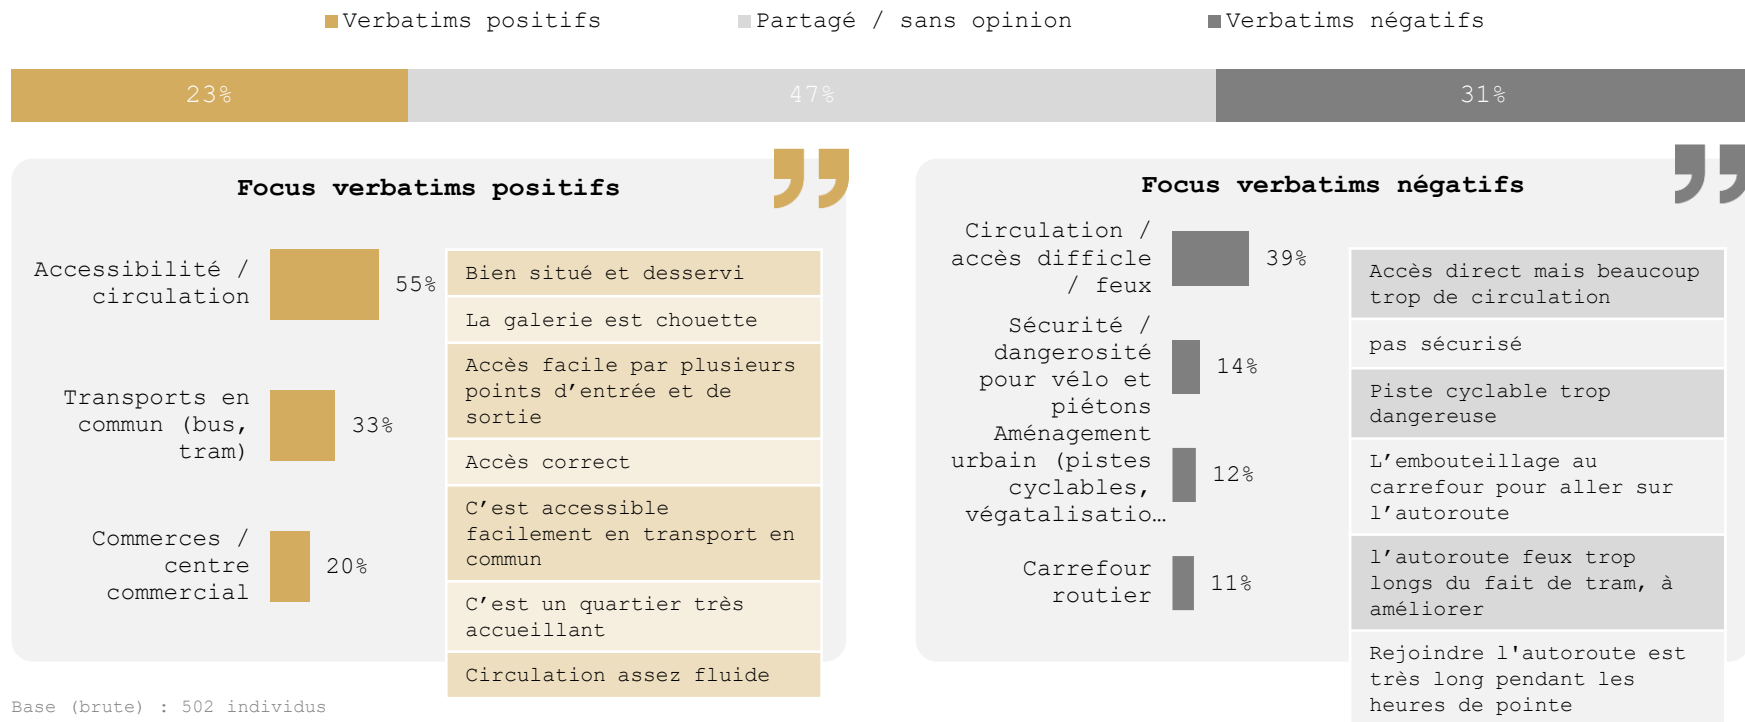 Verbatims positifs
Partagé / sans opinion
Verbatims négatifs
23%
47%
31%
Focus verbatims positifs
Accessibilité /
circulation
55%
Transports en
commun (bus,
tram)
33%
Commerces /
centre
commercial
20%
Bien situé et desservi
La galerie est chouette
Accès facile par plusieurs
points d’entrée et de
sortie
Accès correct
C’est accessible
facilement en transport en
commun
C’est un quartier très
accueillant
Circulation assez fluide
Focus verbatims négatifs
Circulation /
accès difficle
/ feux
39%
Sécurité /
dangerosité
pour vélo et
piétons
14%
Aménagement
urbain (pistes
cyclables,
végatalisatio…
12%
Carrefour
routier
11%
Accès direct mais beaucoup
trop de circulation
pas sécurisé
Piste cyclable trop
dangereuse
L’embouteillage au
carrefour pour aller sur
l’autoroute
l’autoroute feux trop
longs du fait de tram, à
améliorer
Rejoindre l'autoroute est
très long pendant les
heures de pointe
Base (brute) : 502 individus